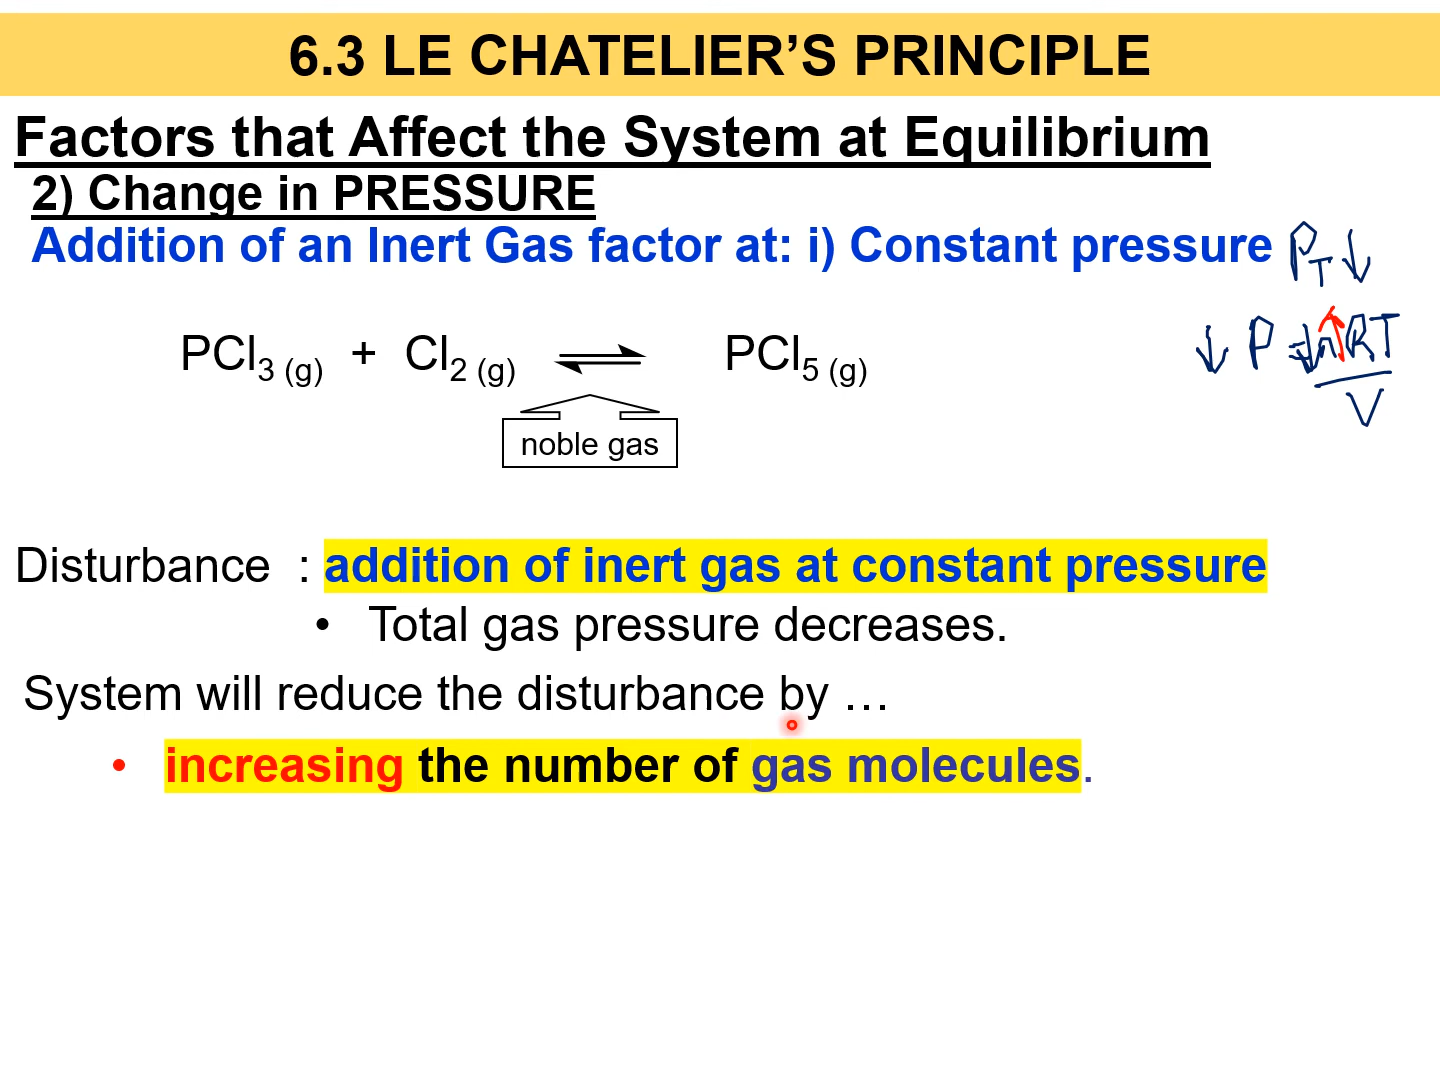 6.3 LE CHATELIER’S PRINCIPLE
Factors that Affect the System at Equilibrium
2) Change in PRESSURE
Addition of an Inert Gas factor at: i) Constant pressure P_T ↓
PCl3 (g) + Cl2 (g) ⇌ PCl5 (g)
↓ P = ↓ n ↑ RT
V
noble gas
Disturbance : addition of inert gas at constant pressure
• Total gas pressure decreases.
System will reduce the disturbance by …
• increasing the number of gas molecules.